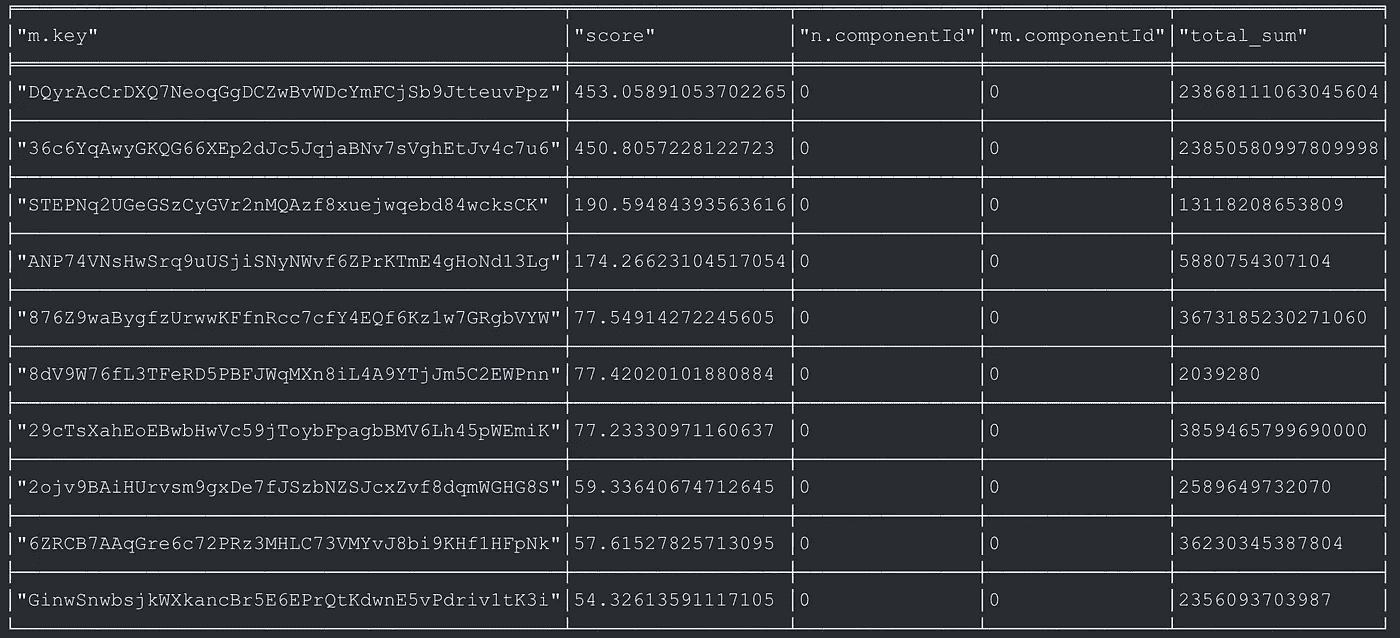 "m.key" "score" "n.componentId" "m.componentId" "total_sum"
"DQyrAcCrDXQ7NeoqGgDCZwBvWDcYmFCjSb9JtteuvPpz" 453.05891053702265 0 0 23868111063045604
"36c6YqAwyGKQG66XEp2dJc5JqjaBNv7sVghEtJv4c7u6" 450.8057228122723 0 0 23850580997809998
"STEPNq2UGeGSzCyGVr2nMQAzf8xuejwqebd84wcksCK" 190.59484393563616 0 0 13118208653809
"ANP74VNsHwSrq9uUSjiSNyNWvf6ZPrKTmE4gHoNd13Lg" 174.26623104517054 0 0 5880754307104
"876Z9waBygfzUrwwKFfnRcc7cfY4EQf6Kz1w7GRgbVYW" 77.54914272245605 0 0 3673185230271060
"8dV9W76fL3TFeRD5PBFJWqMXn8iL4A9YTjJm5C2EWPnn" 77.42020101880884 0 0 2039280
"29cTsXahEoEBwbHwVc59jToybFpagbBMV6Lh45pWEmiK" 77.23330971160637 0 0 3859465799690000
"2ojv9BAiHUrvsm9gxDe7fJSzbNZSJcxZvf8dqmWGHG8S" 59.33640674712645 0 0 2589649732070
"6ZRCB7AAqGre6c72PRz3MHLC73VMYvJ8bi9KHf1HFpNk" 57.61527825713095 0 0 36230345387804
"GinwSnwbsjkWXkancBr5E6EPrQtKdwnE5vPdriv1tK3i" 54.32613591117105 0 0 2356093703987